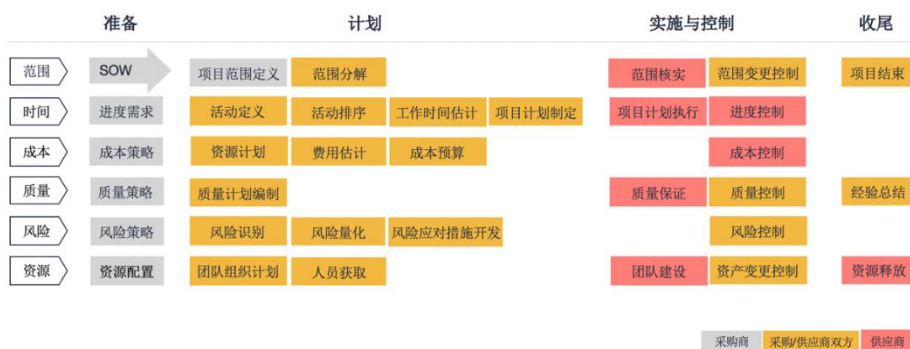 准备 计划 实施与控制 收尾
范围 SOW 项目范围定义 范围分解 范围核实 范围变更控制 项目结束
时间 进度需求 活动定义 活动排序 工作时间估计 项目计划制定 项目计划执行 进度控制
成本 成本策略 资源计划 费用估计 成本预算 成本控制
质量 质量策略 质量计划编制 质量保证 质量控制 经验总结
风险 风险策略 风险识别 风险量化 风险应对措施开发 风险控制
资源 资源配置 团队组织计划 人员获取 团队建设 资产变更控制 资源释放
采购商 采购/供应商双方 供应商